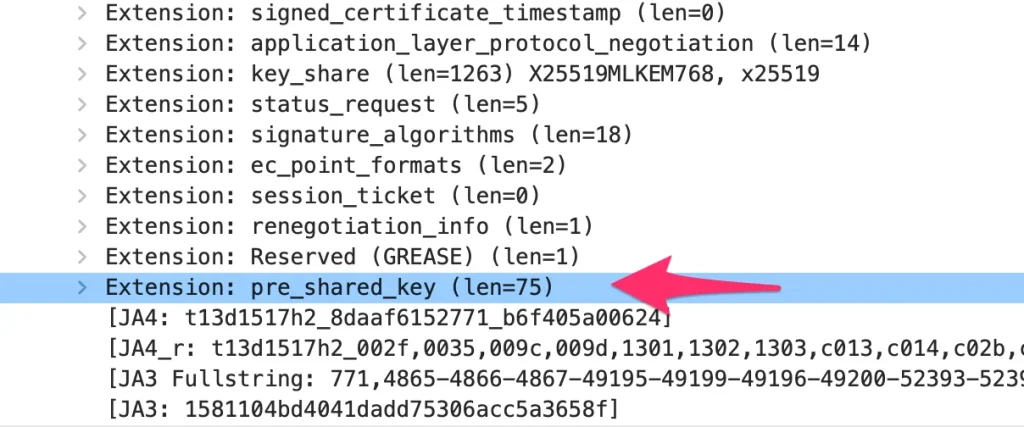 Extension: signed_certificate_timestamp (len=0)
Extension: application_layer_protocol_negotiation (len=14)
Extension: key_share (len=1263) X25519MLKEM768, x25519
Extension: status_request (len=5)
Extension: signature_algorithms (len=18)
Extension: ec_point_formats (len=2)
Extension: session_ticket (len=0)
Extension: renegotiation_info (len=1)
Extension: Reserved (GREASE) (len=1)
Extension: pre_shared_key (len=75)
[JA4: t13d1517h2_8daaf6152771_b6f405a00624]
[JA4_r: t13d1517h2_002f,0035,009c,009d,1301,1302,1303,c013,c014,c02b,
[JA3 Fullstring: 771,4865-4866-4867-49195-49199-49196-49200-52393-5239
[JA3: 1581104bd4041dadd75306acc5a3658f]